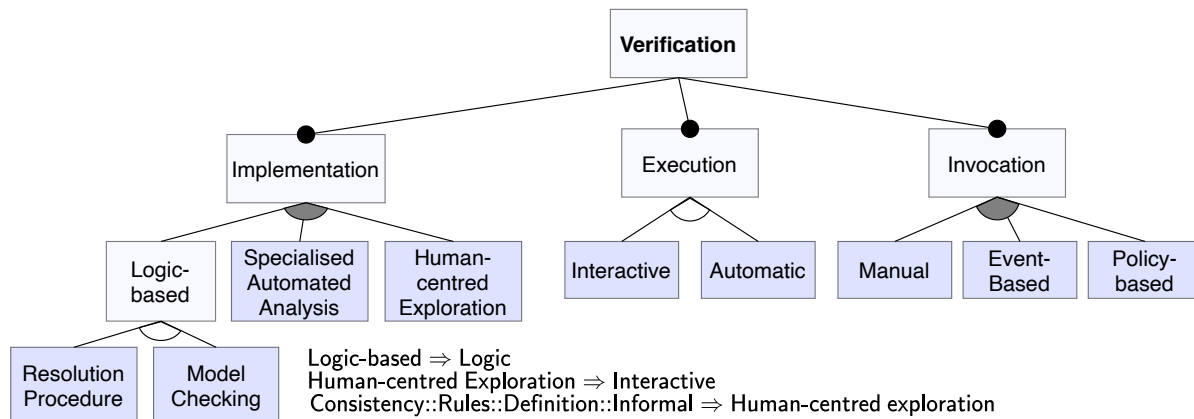 Verification
Implementation
Execution
Invocation
Logic-
based
Specialised
Automated
Analysis
Human-
centred
Exploration
Interactive
Automatic
Manual
Event-
Based
Policy-
based
Resolution
Procedure
Model
Checking
Logic-based ⇒ Logic
Human-centred Exploration ⇒ Interactive
Consistency::Rules::Definition::Informal ⇒ Human-centred exploration